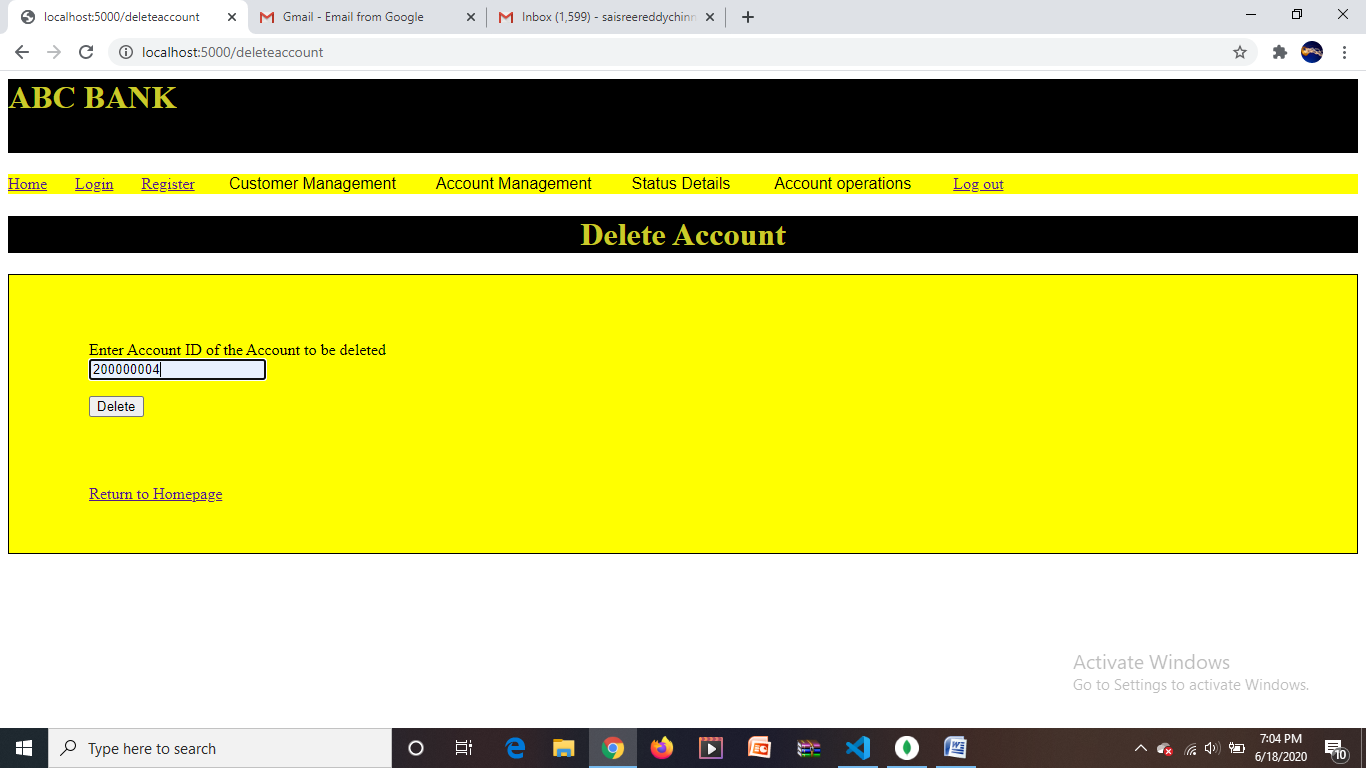 localhost:5000/deleteaccount
Gmail - Email from Google
Inbox (1,599) - saisreereddychinn
localhost:5000/deleteaccount
ABC BANK
Home Login Register Customer Management Account Management Status Details Account operations Log out
Delete Account
Enter Account ID of the Account to be deleted
200000004
Delete
Return to Homepage
Activate Windows
Go to Settings to activate Windows.
Type here to search
7:04 PM
6/18/2020
10